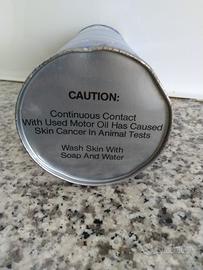 CAUTION:
Continuous Contact
With Used Motor Oil Has Caused
Skin Cancer In Animal Tests
Wash Skin With
Soap And Water